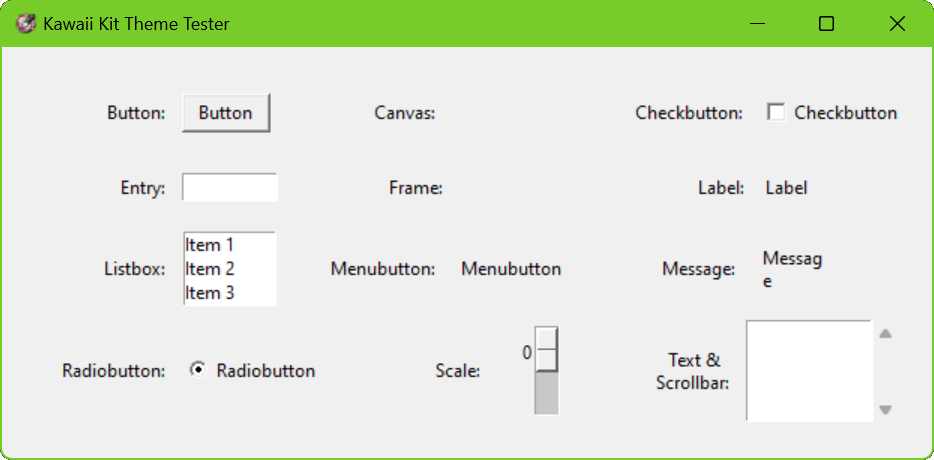 Kawaii Kit Theme Tester
Button: Button Canvas: Checkbutton: Checkbutton
Entry: Frame: Label: Label
Listbox: Item 1
Item 2
Item 3
Menubutton: Menubutton
Message: Messag
e
Radiobutton: Radiobutton
Scale: 0
Text &
Scrollbar: